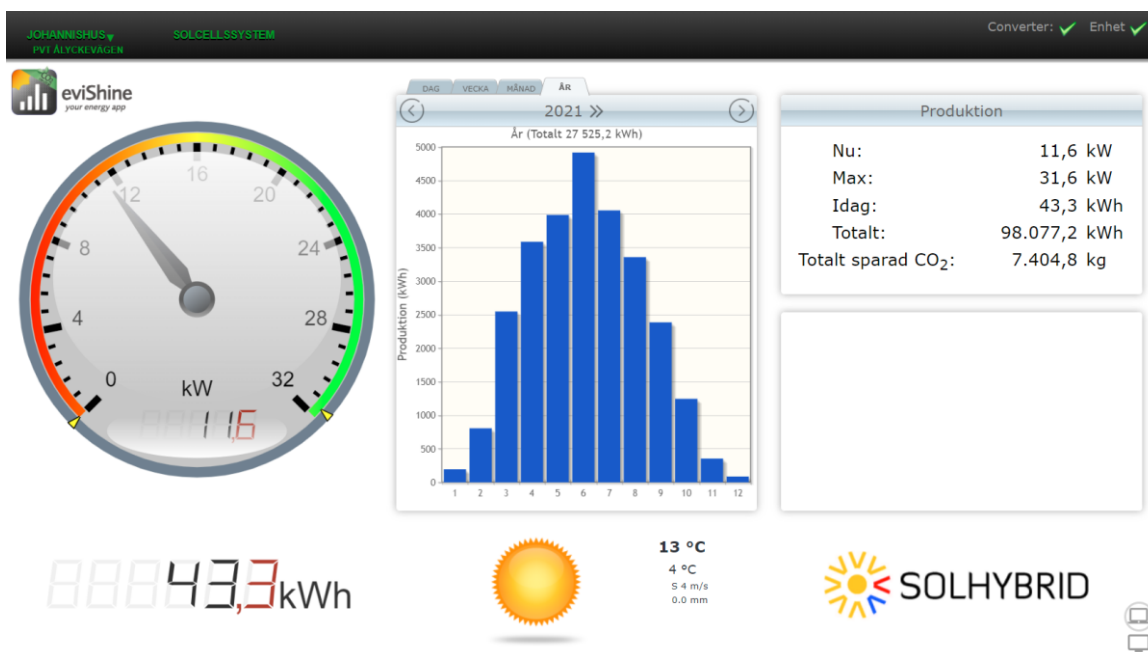 JOHANNISHUS▼
PVT ÅLYCKEVÄGEN
SOLCELLSSYSTEM
Converter:
Enhet
eviShine
your energy app
0
4
8
12
16
20
24
28
32
kW
11,6
DAG
VECKA
MÅNAD
ÅR
2021 »
År (Totalt 27 525,2 kWh)
Produktion (kWh)
5000
4500
4000
3500
3000
2500
2000
1500
1000
500
0
1 2 3 4 5 6 7 8 9 10 11 12
Produktion
Nu: 11,6 kW
Max: 31,6 kW
Idag: 43,3 kWh
Totalt: 98.077,2 kWh
Totalt sparad CO₂: 7.404,8 kg
43,3 kWh
13 °C
4 °C
S 4 m/s
0.0 mm
SOLHYBRID